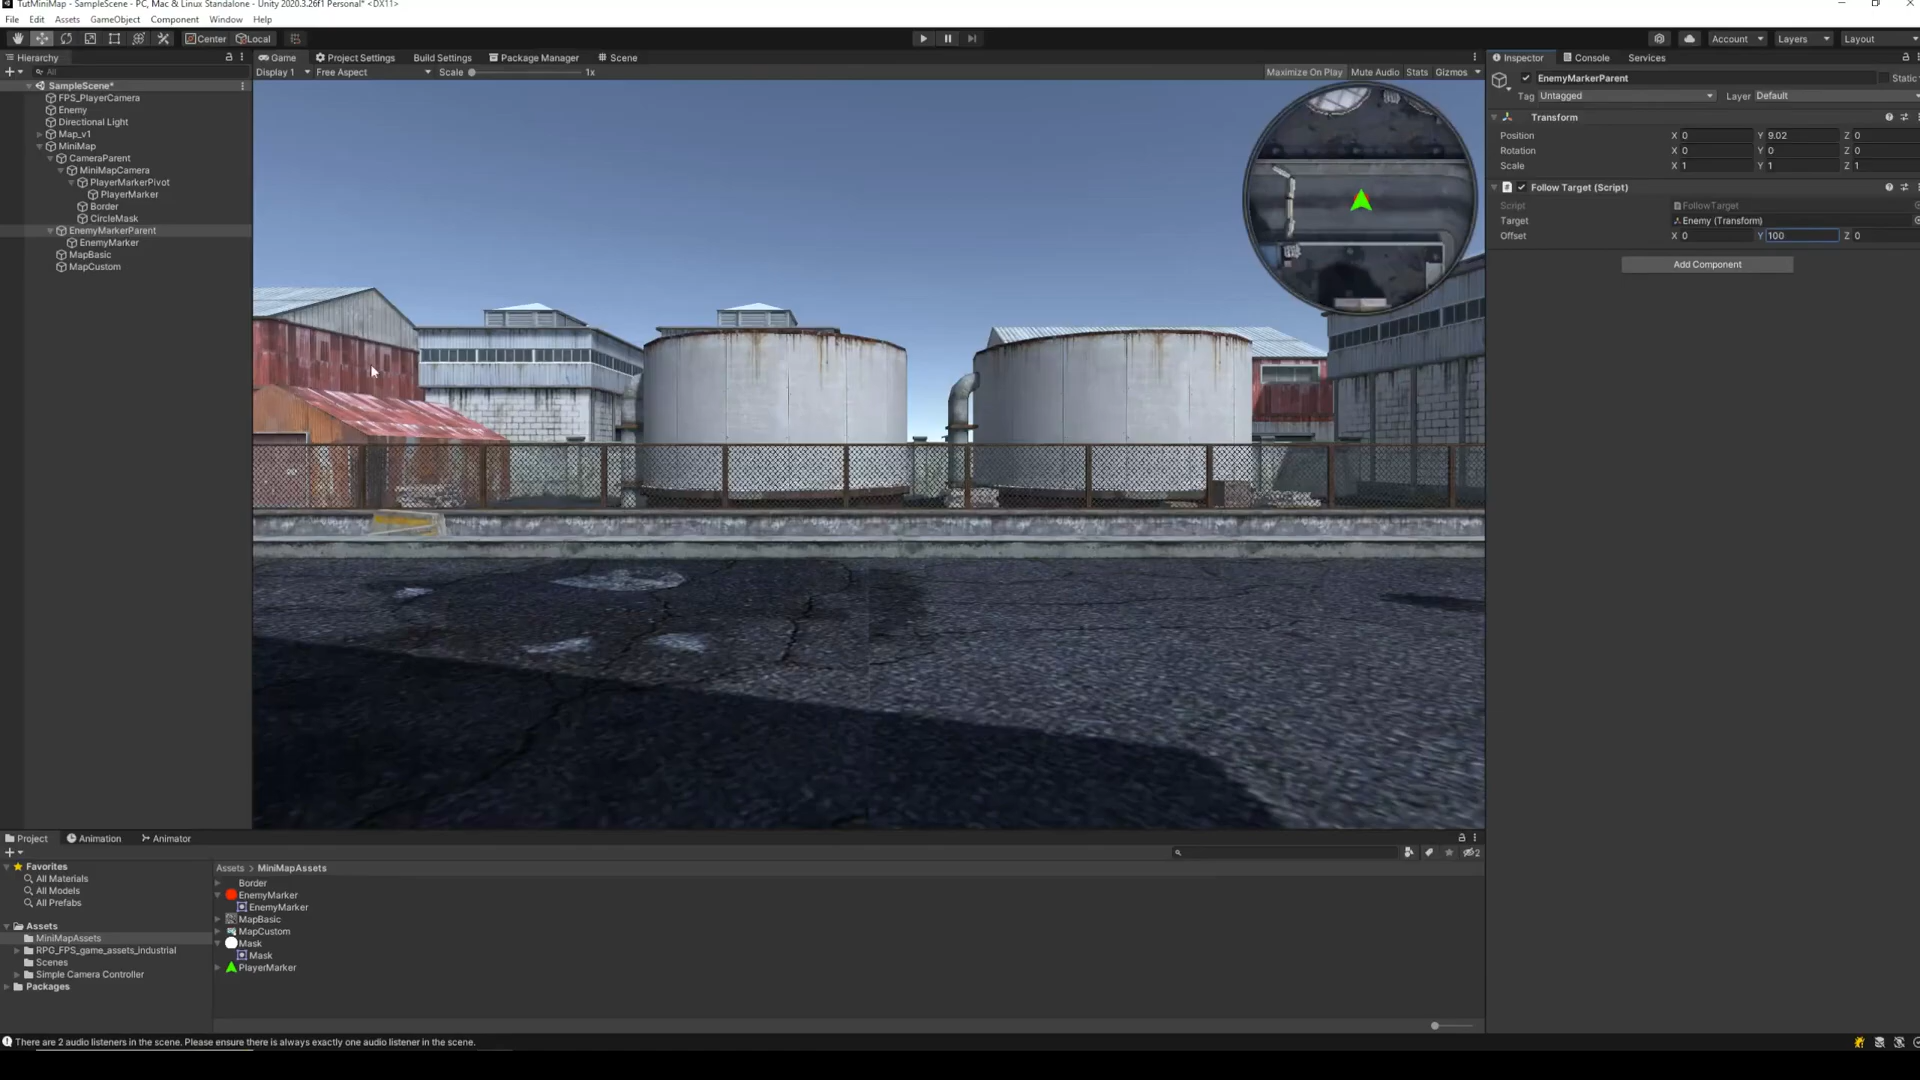 TutMiniMap - SampleScene - PC, Mac & Linux Standalone - Unity 2020.3.26f1 Personal* <DX11>
File Edit Assets GameObject Component Window Help
Center Local
Account Layers Layout
Hierarchy
All
SampleScene*
FPS_PlayerCamera
Enemy
Directional Light
Map_v1
MiniMap
CameraParent
MiniMapCamera
PlayerMarkerPivot
PlayerMarker
Border
CircleMask
EnemyMarkerParent
EnemyMarker
MapBasic
MapCustom
Game Project Settings Build Settings Package Manager Scene
Display 1 Free Aspect Scale 1x Maximize On Play Mute Audio Stats Gizmos
Inspector Console Services
EnemyMarkerParent Static
Tag Untagged Layer Default
Transform
Position X 0 Y 9.02 Z 0
Rotation X 0 Y 0 Z 0
Scale X 1 Y 1 Z 1
Follow Target (Script)
Script FollowTarget
Target Enemy (Transform)
Offset X 0 Y 100 Z 0
Add Component
Project Animation Animator
Favorites
All Materials
All Models
All Prefabs
Assets
MiniMapAssets
RPG_FPS_game_assets_industrial
Scenes
Simple Camera Controller
Packages
Assets > MiniMapAssets
Border
EnemyMarker
EnemyMarker
MapBasic
MapCustom
Mask
Mask
PlayerMarker
2
There are 2 audio listeners in the scene. Please ensure there is always exactly one audio listener in the scene.